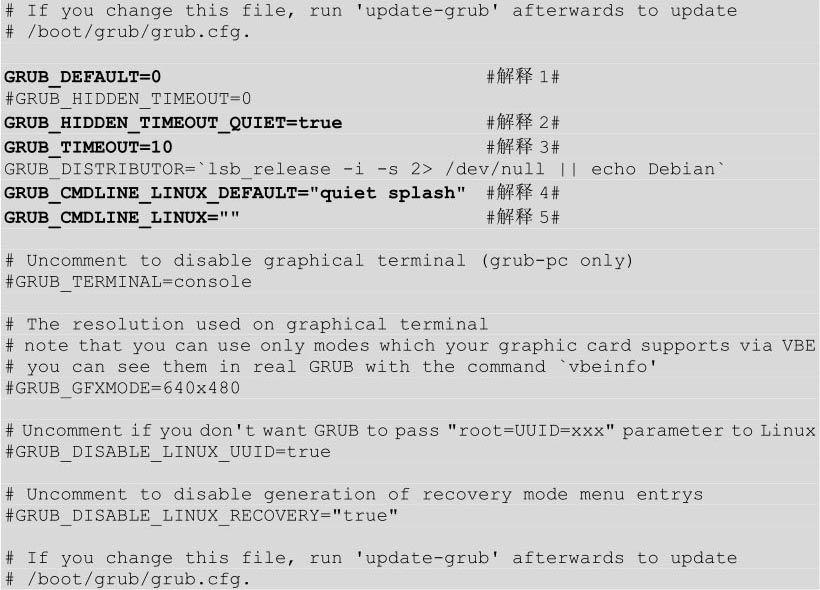 # If you change this file, run 'update-grub' afterwards to update
# /boot/grub/grub.cfg.
GRUB_DEFAULT=0 #解释 1#
#GRUB_HIDDEN_TIMEOUT=0
GRUB_HIDDEN_TIMEOUT_QUIET=true #解释 2#
GRUB_TIMEOUT=10 #解释 3#
GRUB_DISTRIBUTOR=`lsb_release -i -s 2> /dev/null || echo Debian`
GRUB_CMDLINE_LINUX_DEFAULT="quiet splash" #解释 4#
GRUB_CMDLINE_LINUX="" #解释 5#
# Uncomment to disable graphical terminal (grub-pc only)
#GRUB_TERMINAL=console
# The resolution used on graphical terminal
# note that you can use only modes which your graphic card supports via VBE
# you can see them in real GRUB with the command `vbeinfo'
#GRUB_GFXMODE=640x480
# Uncomment if you don't want GRUB to pass "root=UUID=xxx" parameter to Linux
#GRUB_DISABLE_LINUX_UUID=true
# Uncomment to disable generation of recovery mode menu entrys
#GRUB_DISABLE_LINUX_RECOVERY="true"
# If you change this file, run 'update-grub' afterwards to update
# /boot/grub/grub.cfg.